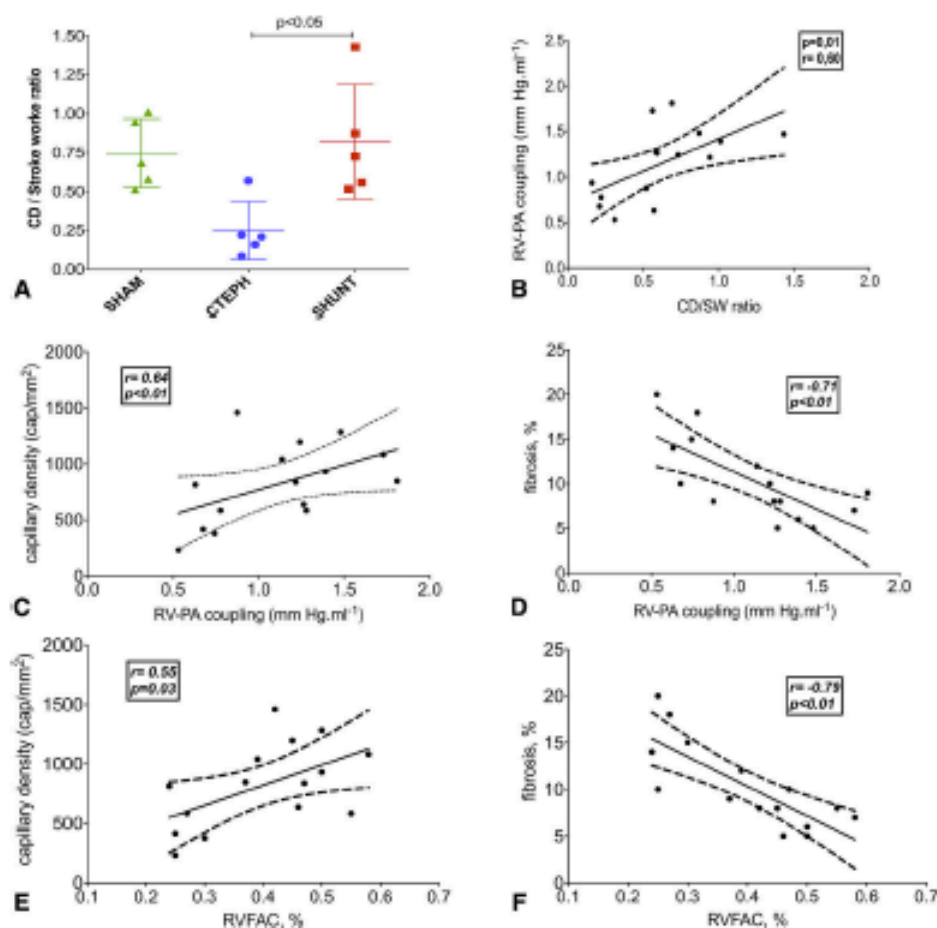 p<0.05
1.50
1.25
1.00
0.75
0.50
0.25
0.00
CD / Stroke worke ratio
SHAM
CTEPH
SHUNT
A
p=0,01
r= 0,60
2.5
2.0
1.5
1.0
0.5
0.0
RV-PA coupling (mm Hg.ml⁻¹)
0.0 0.5 1.0 1.5 2.0
CD/SW ratio
B
r= 0.64
p<0.01
2000
1500
1000
500
0
capillary density (cap/mm²)
0.0 0.5 1.0 1.5 2.0
RV-PA coupling (mm Hg.ml⁻¹)
C
r= -0.71
p<0.01
25
20
15
10
5
0
fibrosis, %
0.0 0.5 1.0 1.5 2.0
RV-PA coupling (mm Hg.ml⁻¹)
D
r= 0.55
p=0.03
2000
1500
1000
500
0
capillary density (cap/mm²)
0.1 0.2 0.3 0.4 0.5 0.6 0.7
RVFAC, %
E
r= -0.79
p<0.01
25
20
15
10
5
0
fibrosis, %
0.1 0.2 0.3 0.4 0.5 0.6 0.7
RVFAC, %
F